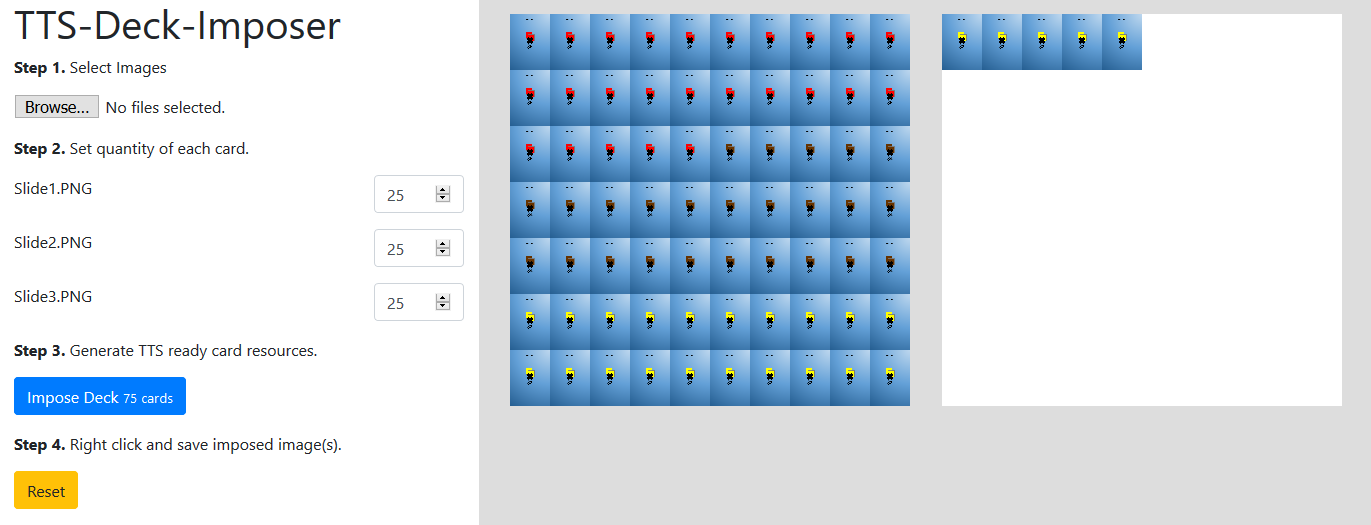 TTS-Deck-Imposer
Step 1. Select Images
Browse... No files selected.
Step 2. Set quantity of each card.
Slide1.PNG 25
Slide2.PNG 25
Slide3.PNG 25
Step 3. Generate TTS ready card resources.
Impose Deck 75 cards
Step 4. Right click and save imposed image(s).
Reset